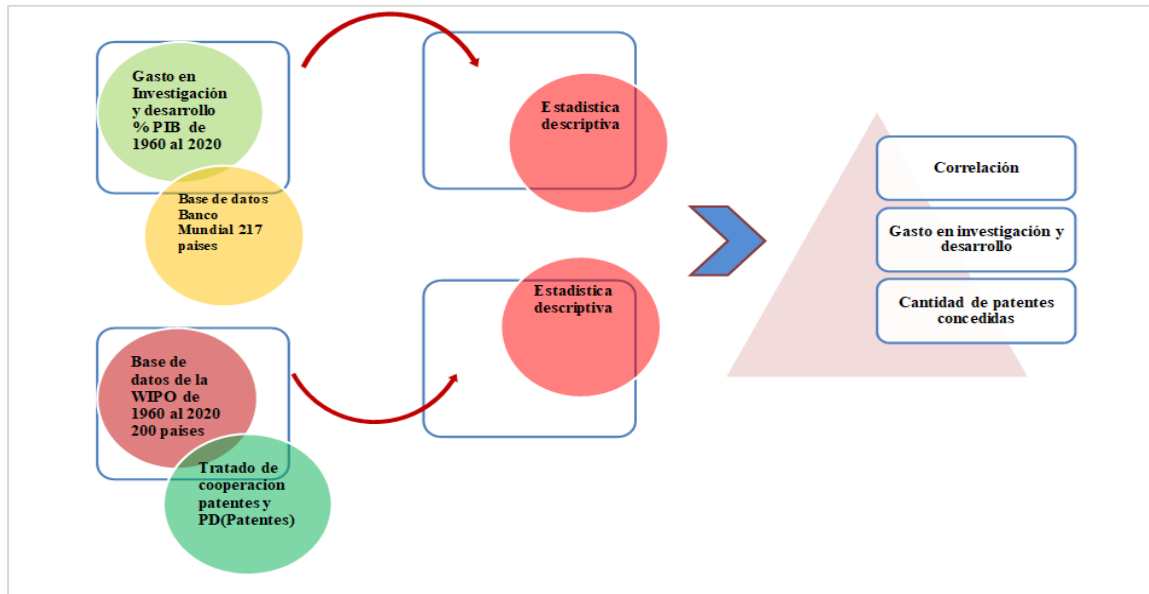 Gasto en
Investigación
y desarrollo
% PIB de
1960 al 2020
Base de datos
Banco
Mundial 217
paises
Estadistica
descriptiva
Base de
datos de la
WIPO de
1960 al 2020
200 paises
Tratado de
cooperacion
patentes y
PD(Patentes)
Estadistica
descriptiva
Correlación
Gasto en investigación y
desarrollo
Cantidad de patentes
concedidas